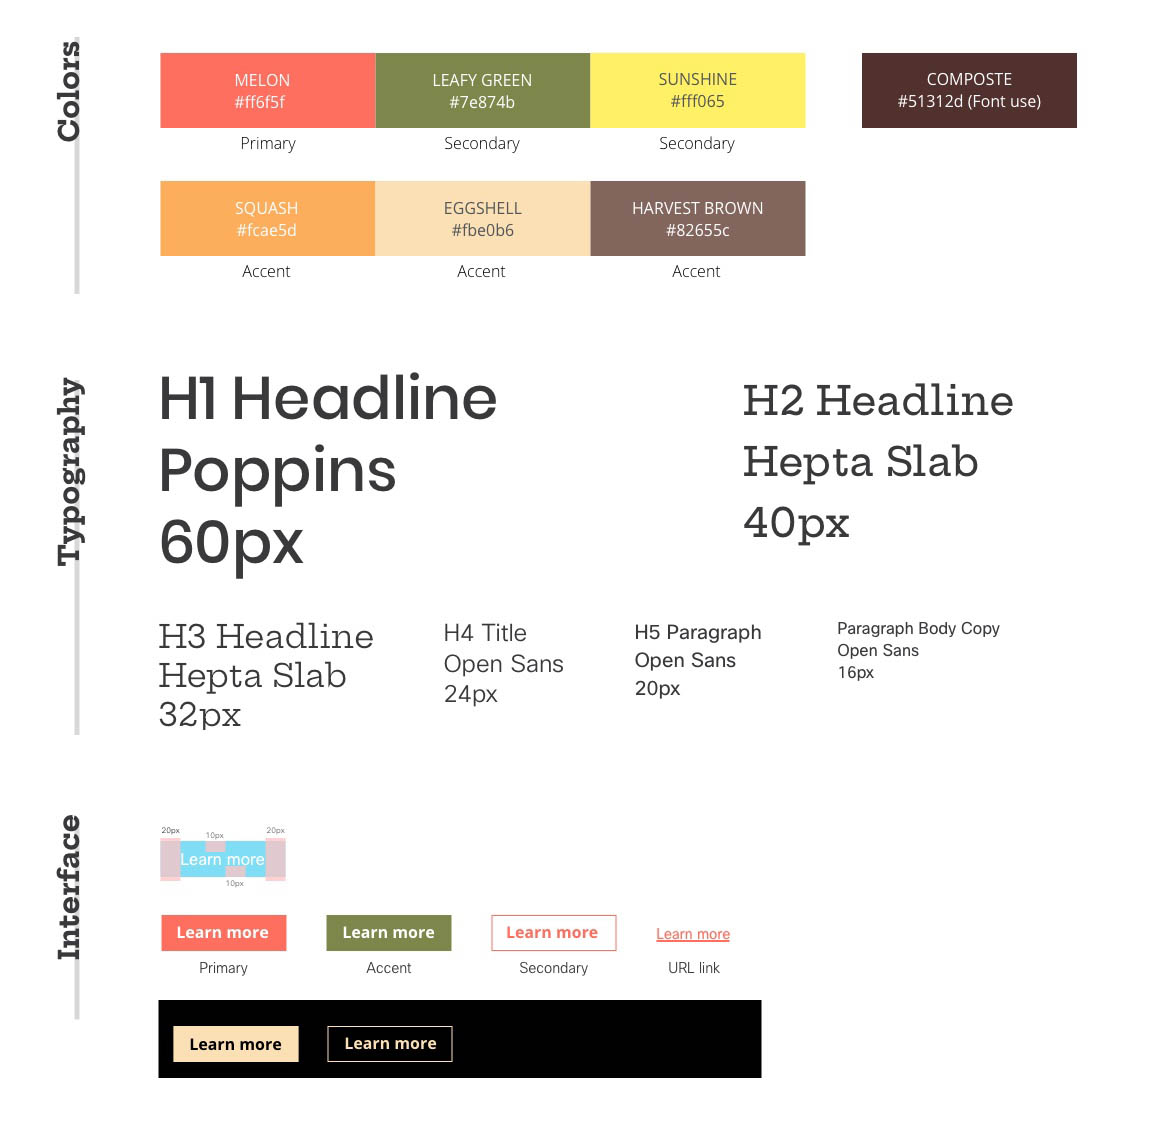 Colors
MELON
#ff6f5f
LEAFY GREEN
#7e874b
SUNSHINE
#fff065
COMPOSTE
#51312d (Font use)
Primary
Secondary
Secondary
SQUASH
#fcae5d
EGGSHELL
#fbe0b6
HARVEST BROWN
#82655c
Accent
Accent
Accent
Typography
H1 Headline
Poppins
60px
H2 Headline
Hepta Slab
40px
H3 Headline
Hepta Slab
32px
H4 Title
Open Sans
24px
H5 Paragraph
Open Sans
20px
Paragraph Body Copy
Open Sans
16px
Interface
20px
10px
20px
Learn more
10px
Learn more
Learn more
Learn more
Learn more
Primary
Accent
Secondary
URL link
Learn more
Learn more